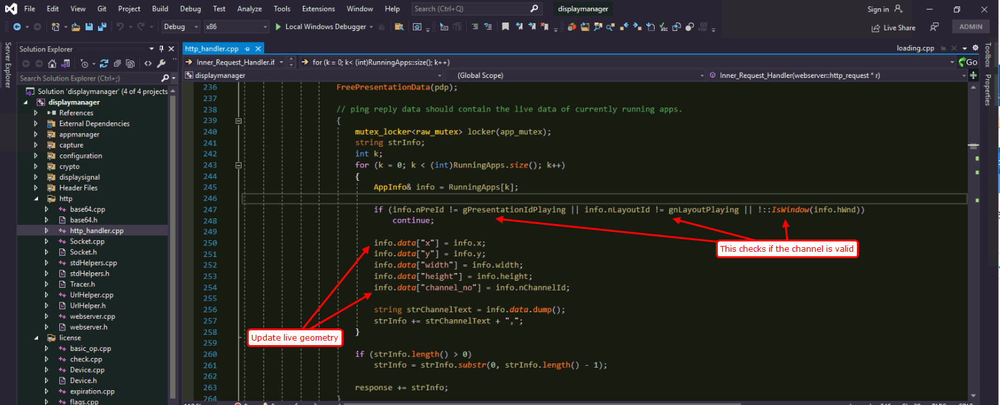 File Edit View Git Project Build Debug Test Analyze Tools Extensions Window Help Search (Ctrl+Q) displaymanager Sign in
Debug x86 Local Windows Debugger Live Share ADMIN
Server Explorer
Solution Explorer
Search Solution Explorer (Ctrl+;)
Solution 'displaymanager' (4 of 4 projects
displaymanager
References
External Dependencies
appmanager
capture
configuration
crypto
displaysignal
Header Files
http
base64.cpp
base64.h
http_handler.cpp
Socket.cpp
Socket.h
stdHelpers.cpp
stdHelpers.h
Tracer.h
UrlHelper.cpp
UrlHelper.h
webserver.cpp
webserver.h
license
basic_op.cpp
check.cpp
Device.cpp
Device.h
expiration.cpp
flags.cpp
http_handler.cpp loading.cpp
Inner_Request_Handler.if for (k = 0; k< (int)RunningApps::size(); k++) Go
displaymanager (Global Scope) Inner_Request_Handler(webserver::http_request * r)
236 FreePresentationData(pdp);
237
238 // ping reply data should contain the live data of currently running apps.
239 {
240 mutex_locker<raw_mutex> locker(app_mutex);
241 string strInfo;
242 int k;
243 for (k = 0; k < (int)RunningApps.size(); k++)
244 {
245 AppInfo& info = RunningApps[k];
246
247 if (info.nPreId != gPresentationIdPlaying || info.nLayoutId != gnLayoutPlaying || !::IsWindow(info.hWnd))
248 continue;
249
250 info.data["x"] = info.x;
251 info.data["y"] = info.y;
252 info.data["width"] = info.width;
253 info.data["height"] = info.height;
254 info.data["channel_no"] = info.nChannelId;
255
256 string strChannelText = info.data.dump();
257 strInfo += strChannelText + ",";
258 }
259
260 if (strInfo.length() > 0)
261 strInfo = strInfo.substr(0, strInfo.length() - 1);
262
263 response += strInfo;
264 }
This checks if the channel is valid
Update live geometry
Toolbox
Properties